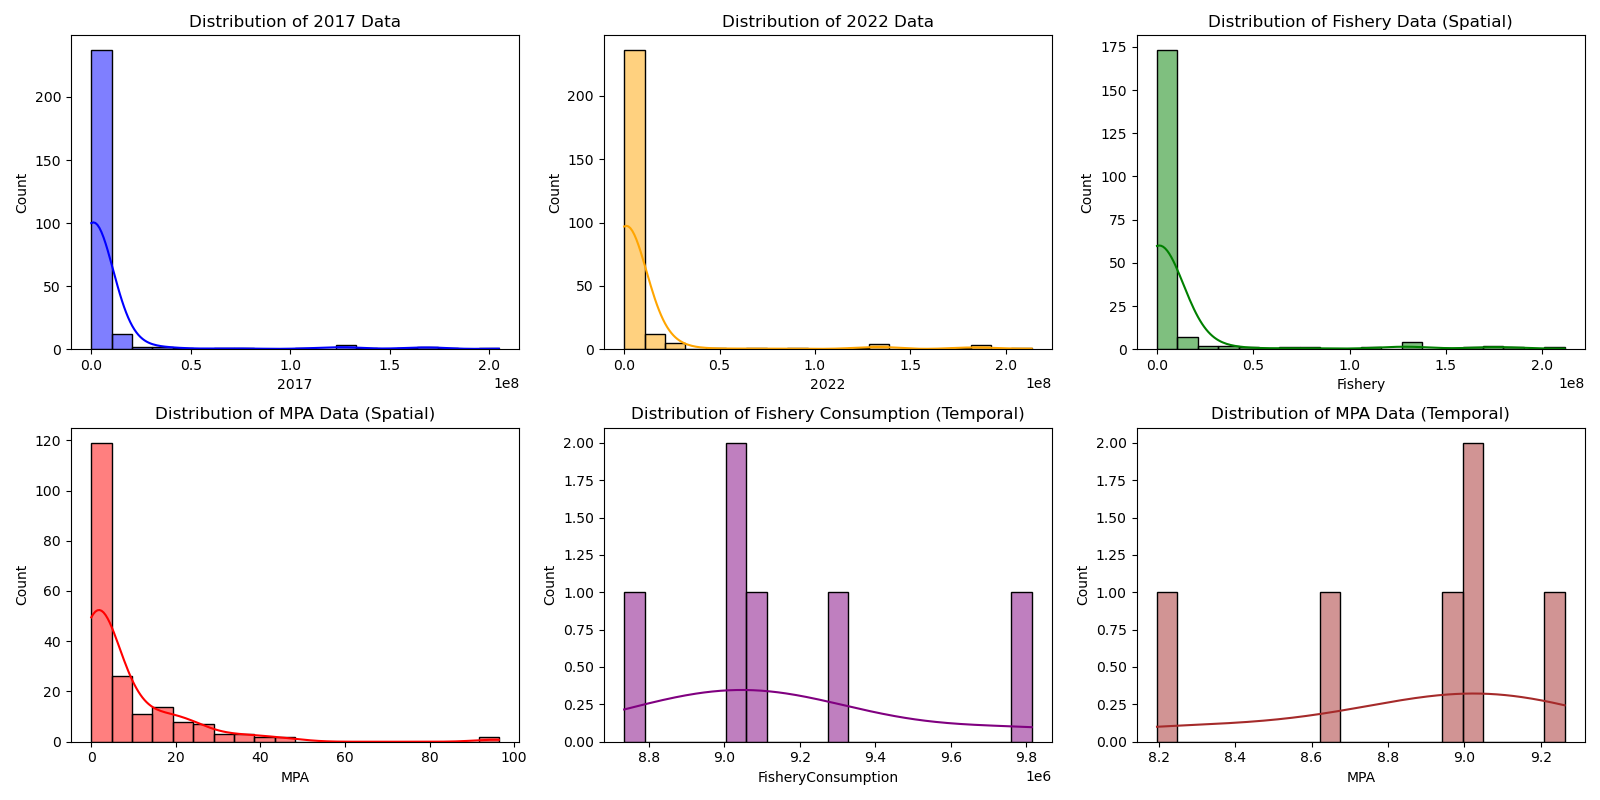 Distribution of 2017 Data
200
150
100
50
0
Count
0.0 0.5 1.0 1.5 2.0
1e8
2017
Distribution of 2022 Data
200
150
100
50
0
Count
0.0 0.5 1.0 1.5 2.0
1e8
2022
Distribution of Fishery Data (Spatial)
175
150
125
100
75
50
25
0
Count
0.0 0.5 1.0 1.5 2.0
1e8
Fishery
Distribution of MPA Data (Spatial)
120
100
80
60
40
20
0
Count
0 20 40 60 80 100
MPA
Distribution of Fishery Consumption (Temporal)
2.00
1.75
1.50
1.25
1.00
0.75
0.50
0.25
0.00
Count
8.8 9.0 9.2 9.4 9.6 9.8
1e6
FisheryConsumption
Distribution of MPA Data (Temporal)
2.00
1.75
1.50
1.25
1.00
0.75
0.50
0.25
0.00
Count
8.2 8.4 8.6 8.8 9.0 9.2
MPA